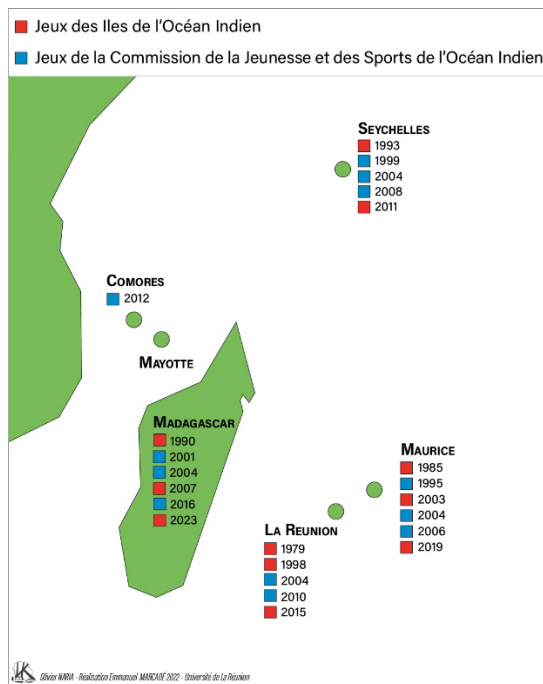 Jeux des Iles de l'Océan Indien
Jeux de la Commission de la Jeunesse et des Sports de l'Océan Indien
SEYCHELLES
1993
1999
2004
2008
2011
COMORES
2012
MAYOTTE
MADAGASCAR
1990
2001
2004
2007
2016
2023
MAURICE
1985
1995
2003
2004
2006
2019
LA REUNION
1979
1998
2004
2010
2015
Olivier NARIA - Réalisation Emmanuel MARCADÉ 2022 - Université de La Réunion